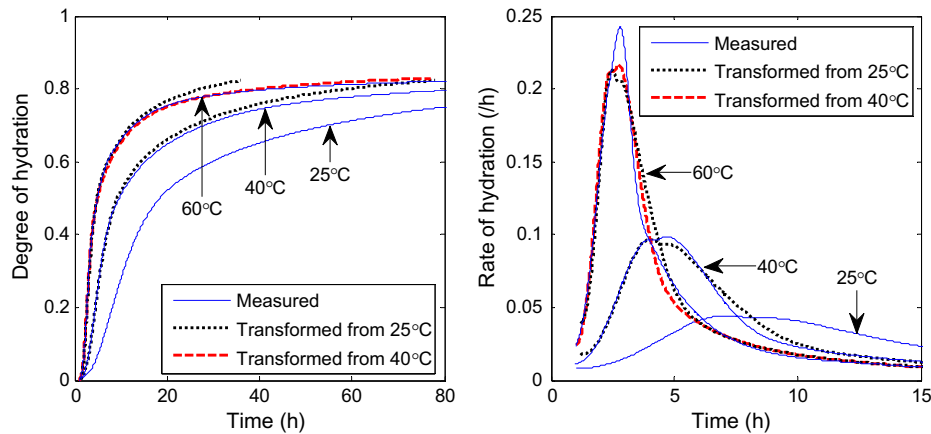 Degree of hydration
1
0.8
0.6
0.4
0.2
0
0
20
40
60
80
Time (h)
60°C
40°C
25°C
Measured
Transformed from 25°C
Transformed from 40°C
Rate of hydration (/h)
0.25
0.20
0.15
0.10
0.05
0
0
5
10
15
Time (h)
Measured
Transformed from 25°C
Transformed from 40°C
60°C
40°C
25°C